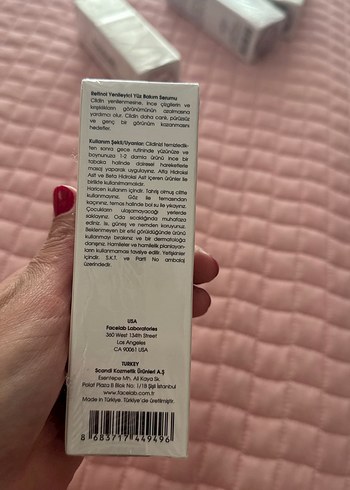 Retinol Yenileyici Yüz Bakım Serumu
Cildin yenilenmesine, ince çizgilerin ve
kırışıklıkların görünümünün azalmasına
yardımcı olur. Cildin daha canlı, pürüzsüz
ve genç bir görünüm kazanmasını
hedefler.
Kullanım Şekli/Uyarılar: Cildinizi temizledik-
ten sonra gece rutininde yüzünüze ve
boynunuza 1-2 damla ürünü ince bir
tabaka halinde dairesel hareketlerle
masaj yaparak uygulayınız. Alfa Hidroksi
Asit ve Beta Hidroksi Asit içeren ürünler ile
birlikte kullanılmamalıdır.
Haricen kullanım içindir. Tahriş olmuş ciltte
kullanmayınız. Göz ile temasından
kaçınınız, temas halinde bol su ile yıkayınız.
Çocukların ulaşamayacağı yerlerde
saklayınız. Oda sıcaklığında muhafaza
ediniz. Isı, güneş ve nemden koruyunuz.
Beklenmeyen bir etki görüldüğünde ürünü
kullanmayı bırakınız ve bir dermatoloğa
danışınız. Hamileler ve hamilelik planlayan-
ların kullanmaması tavsiye edilir. Yetişkinler
içindir. S.K.T. ve Parti No ambalaj
üzerindedir.
USA
Facelab Laboratories
360 West 134th Street
Los Angeles
CA 90061 USA
TURKEY
Scandi Kozmetik Ürünleri A.Ş
Esentepe Mh. Ali Kaya Sk.
Polat Plaza B Blok No: 1/1B Şişli İstanbul
www.facelab.com.tr
Made in Türkiye. Türkiye'de üretilmiştir.
8 683717 449496